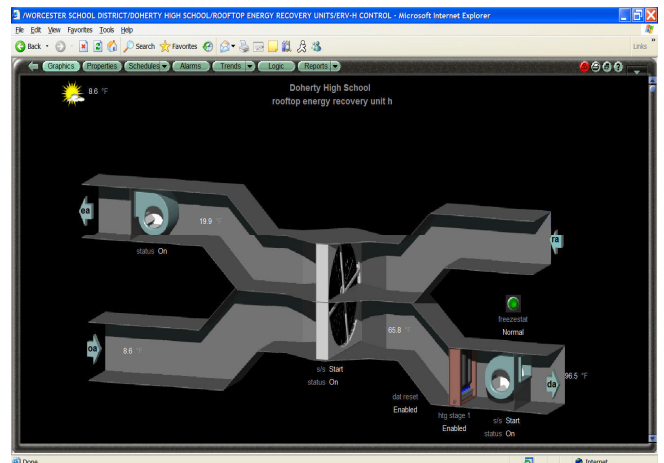 /WORCESTER SCHOOL DISTRICT/DOHERTY HIGH SCHOOL/ROOFTOP ENERGY RECOVERY UNITS/ERV-H CONTROL - Microsoft Internet Explorer
File Edit View Favorites Tools Help
Back Search Favorites Links
Graphics Properties Schedules Alarms Trends Logic Reports
8.6 °F
Doherty High School
rooftop energy recovery unit h
oa
19.9 °F
ra
status On
freezestat
Normal
65.8 °F
oa
8.6 °F
s/s Start
status On
da
96.5 °F
dat reset
Enabled
htg stage 1
Enabled
s/s Start
status On
Done Internet